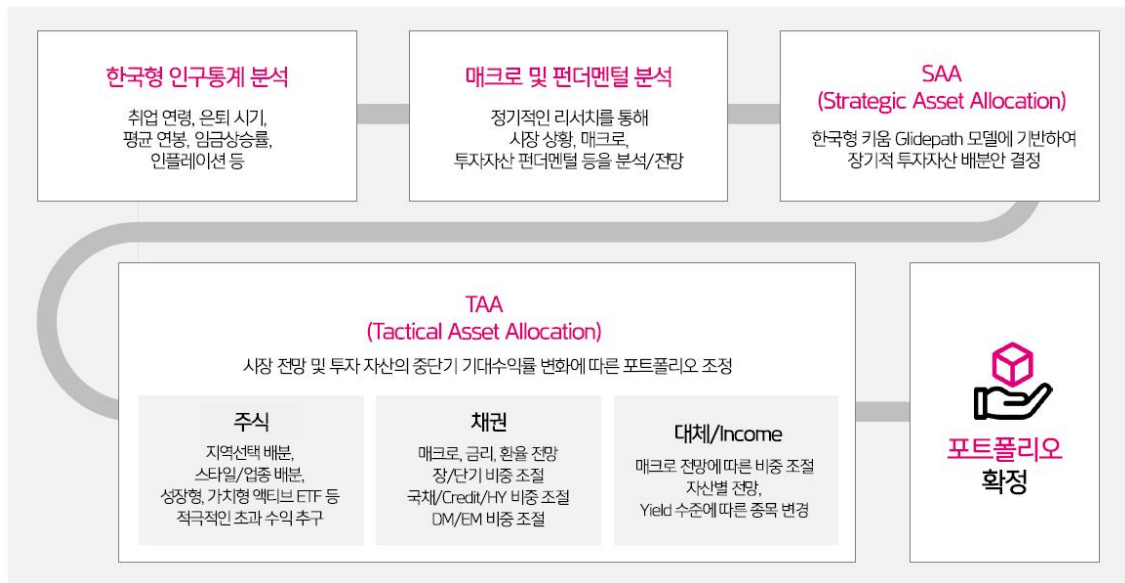 한국형 인구통계 분석
취업 연령, 은퇴 시기,
평균 연봉, 임금상승률,
인플레이션 등
매크로 및 펀더멘털 분석
정기적인 리서치를 통해
시장 상황, 매크로,
투자자산 펀더멘털 등을 분석/전망
SAA
(Strategic Asset Allocation)
한국형 키움 Glidepath 모델에 기반하여
장기적 투자자산 배분안 결정
TAA
(Tactical Asset Allocation)
시장 전망 및 투자 자산의 중단기 기대수익률 변화에 따른 포트폴리오 조정
주식
지역선택 배분,
스타일/업종 배분,
성장형, 가치형 액티브 ETF 등
적극적인 초과 수익 추구
채권
매크로, 금리, 환율 전망
장/단기 비중 조절
국채/Credit/HY 비중 조절
DM/EM 비중 조절
대체/Income
매크로 전망에 따른 비중 조절
자산별 전망,
Yield 수준에 따른 종목 변경
포트폴리오
확정